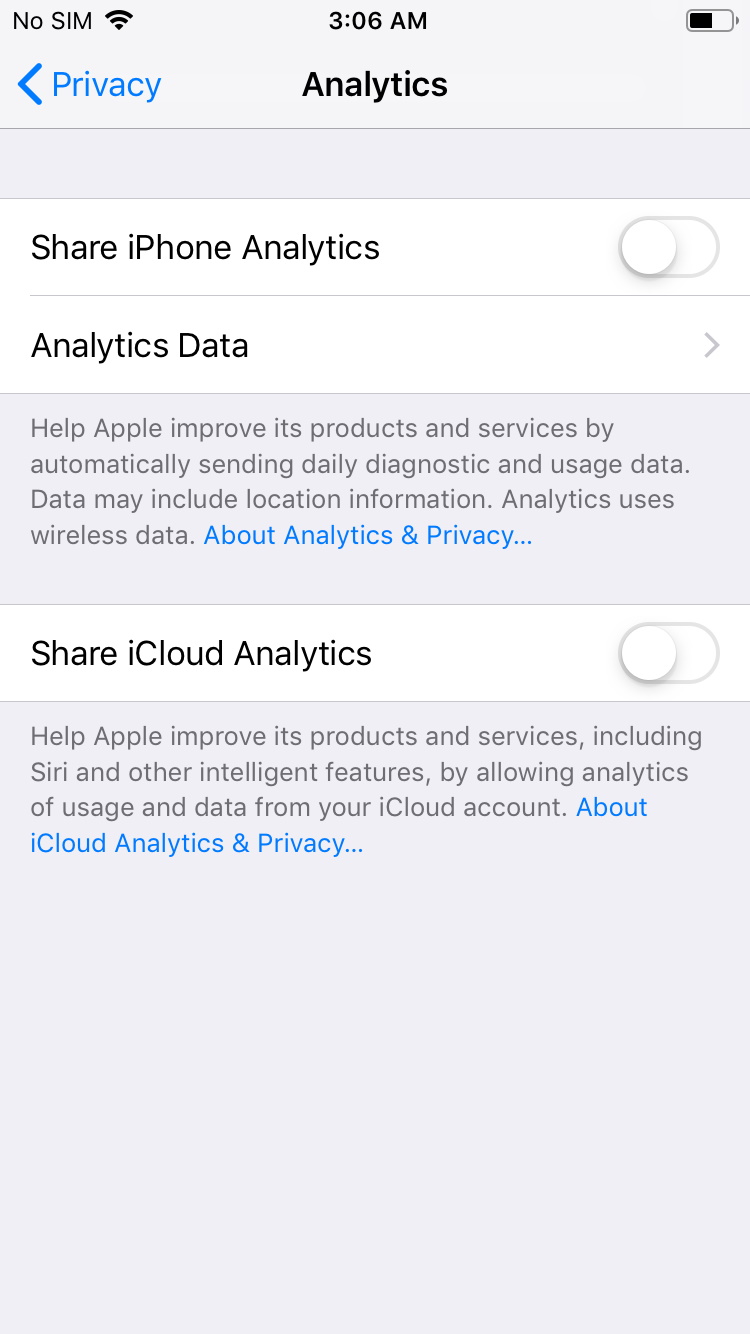 No SIM 3:06 AM
Privacy Analytics
Share iPhone Analytics
Analytics Data
Help Apple improve its products and services by
automatically sending daily diagnostic and usage data.
Data may include location information. Analytics uses
wireless data. About Analytics & Privacy...
Share iCloud Analytics
Help Apple improve its products and services, including
Siri and other intelligent features, by allowing analytics
of usage and data from your iCloud account. About
iCloud Analytics & Privacy...